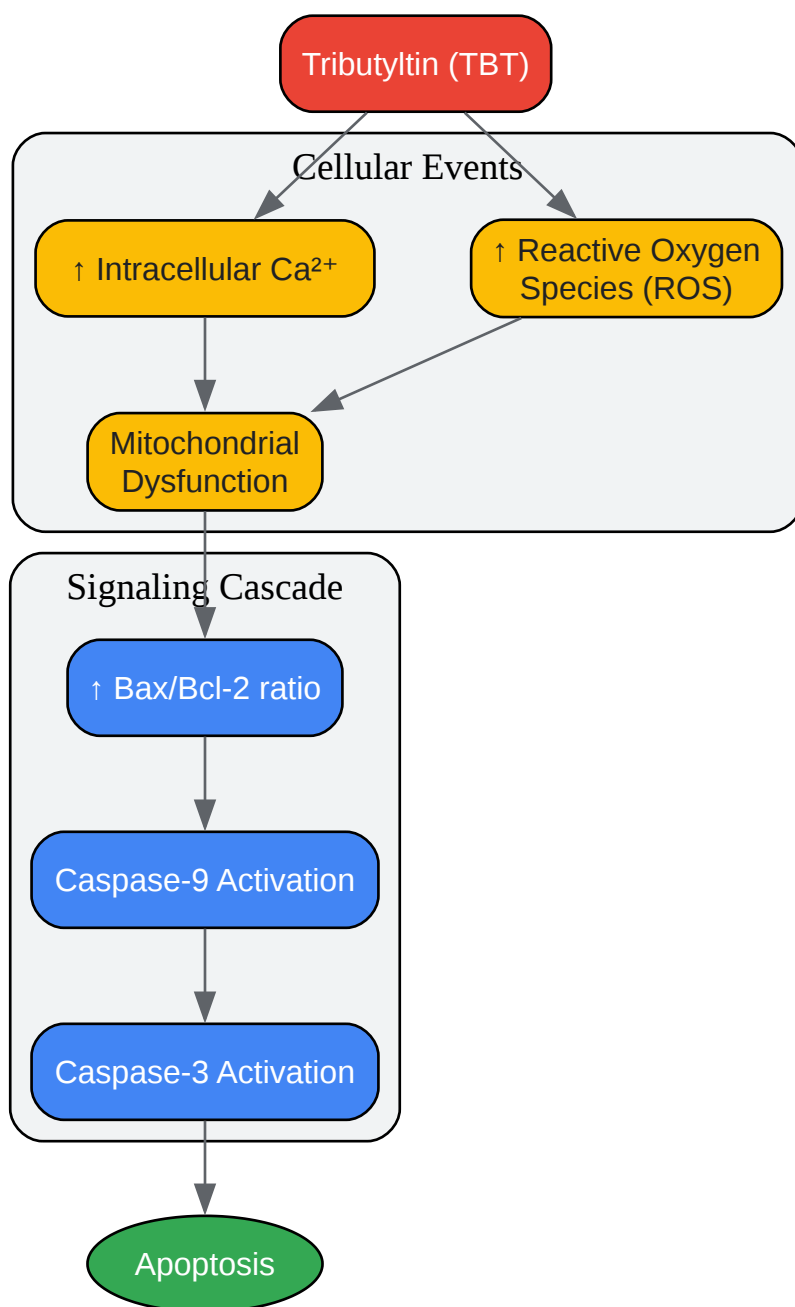 Tributyltin (TBT)
Cellular Events
↑ Intracellular Ca²⁺
↑ Reactive Oxygen
Species (ROS)
Mitochondrial
Dysfunction
Signaling Cascade
↑ Bax/Bcl-2 ratio
Caspase-9 Activation
Caspase-3 Activation
Apoptosis